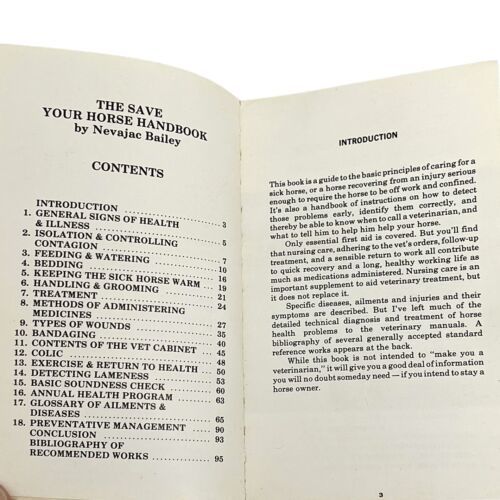 THE SAVE
YOUR HORSE HANDBOOK
by Nevajac Bailey
CONTENTS
INTRODUCTION .................... 3
1. GENERAL SIGNS OF HEALTH
& ILLNESS ....................... 5
2. ISOLATION & CONTROLLING
CONTAGION ....................... 7
3. FEEDING & WATERING ............. 10
4. BEDDING ........................ 16
5. KEEPING THE SICK HORSE WARM .... 19
6. HANDLING & GROOMING ............ 21
7. TREATMENT ...................... 24
8. METHODS OF ADMINISTERING
MEDICINES ....................... 27
9. TYPES OF WOUNDS ................ 35
10. BANDAGING ..................... 40
11. CONTENTS OF THE VET CABINET ... 45
12. COLIC ......................... 48
13. EXERCISE & RETURN TO HEALTH ... 50
14. DETECTING LAMENESS ............ 53
15. BASIC SOUNDNESS CHECK ......... 60
16. ANNUAL HEALTH PROGRAM ......... 63
17. GLOSSARY OF AILMENTS &
DISEASES ........................ 65
18. PREVENTATIVE MANAGEMENT ....... 90
CONCLUSION ...................... 93
BIBLIOGRAPHY OF
RECOMMENDED WORKS ............... 95
INTRODUCTION
This book is a guide to the basic principles of caring for a
sick horse, or a horse recovering from an injury serious
enough to require the horse to be off work and confined.
It's also a handbook of instructions on how to detect
those problems early, identify them correctly, and
thereby be able to know when to call a veterinarian, and
what to tell him to help him help your horse.
Only essential first aid is covered. But you'll find
that nursing care, adhering to the vet's orders, follow-up
treatment, and a sensible return to work all contribute
to quick recovery and a long, healthy working life as
much as medications administered. Nursing care is an
important supplement to aid veterinary treatment, but
it does not replace it.
Specific diseases, ailments and injuries and their
symptoms are described. But I've left much of the
detailed technical diagnosis and treatment of horse
health problems to the veterinary manuals. A
bibliography of several generally accepted standard
reference works appears at the back.
While this book is not intended to "make you a
veterinarian," it will give you a good deal of information
you will no doubt someday need — if you intend to stay a
horse owner.
3